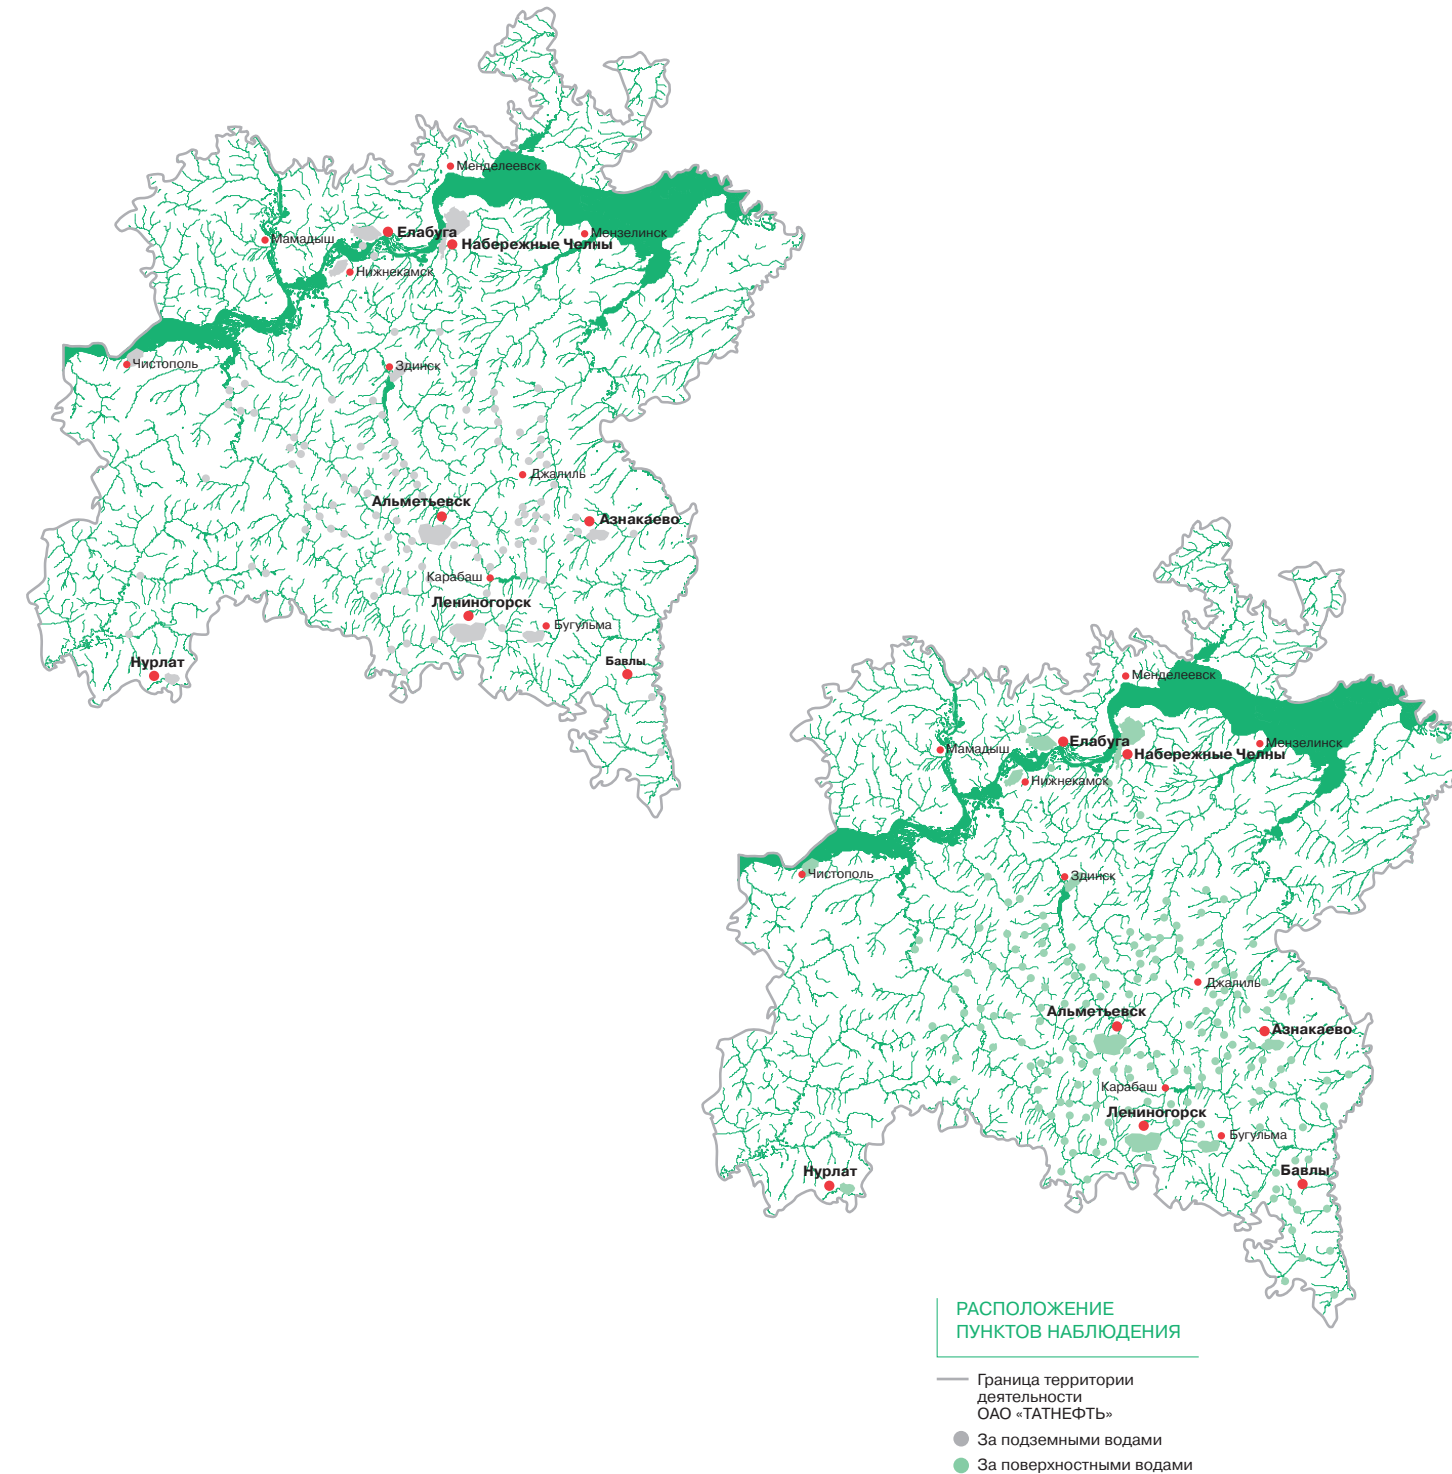 Менделеевск
Мамадыш
Елабуга
Набережные Челны
Мензелинск
Нижнекамск
Чистополь
Здинск
Джалиль
Альметьевск
Азнакаево
Карабаш
Лениногорск
Бугульма
Нурлат
Бавлы
Менделеевск
Мамадыш
Елабуга
Набережные Челны
Мензелинск
Нижнекамск
Чистополь
Здинск
Джалиль
Альметьевск
Азнакаево
Карабаш
Лениногорск
Бугульма
Нурлат
Бавлы
РАСПОЛОЖЕНИЕ
ПУНКТОВ НАБЛЮДЕНИЯ
Граница территории
деятельности
ОАО «ТАТНЕФТЬ»
За подземными водами
За поверхностными водами